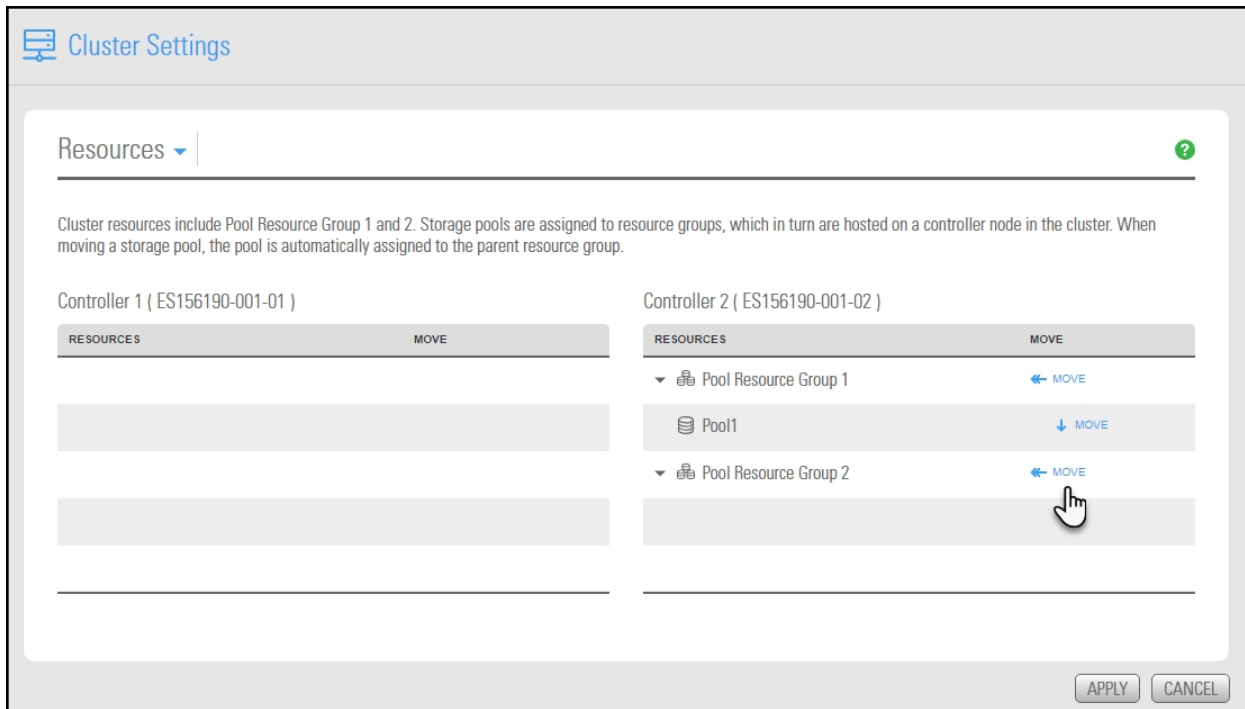 Cluster Settings
Resources
?
Cluster resources include Pool Resource Group 1 and 2. Storage pools are assigned to resource groups, which in turn are hosted on a controller node in the cluster. When
moving a storage pool, the pool is automatically assigned to the parent resource group.
Controller 1 ( ES156190-001-01 )
RESOURCES MOVE
Controller 2 ( ES156190-001-02 )
RESOURCES MOVE
Pool Resource Group 1 MOVE
Pool1 MOVE
Pool Resource Group 2 MOVE
APPLY CANCEL